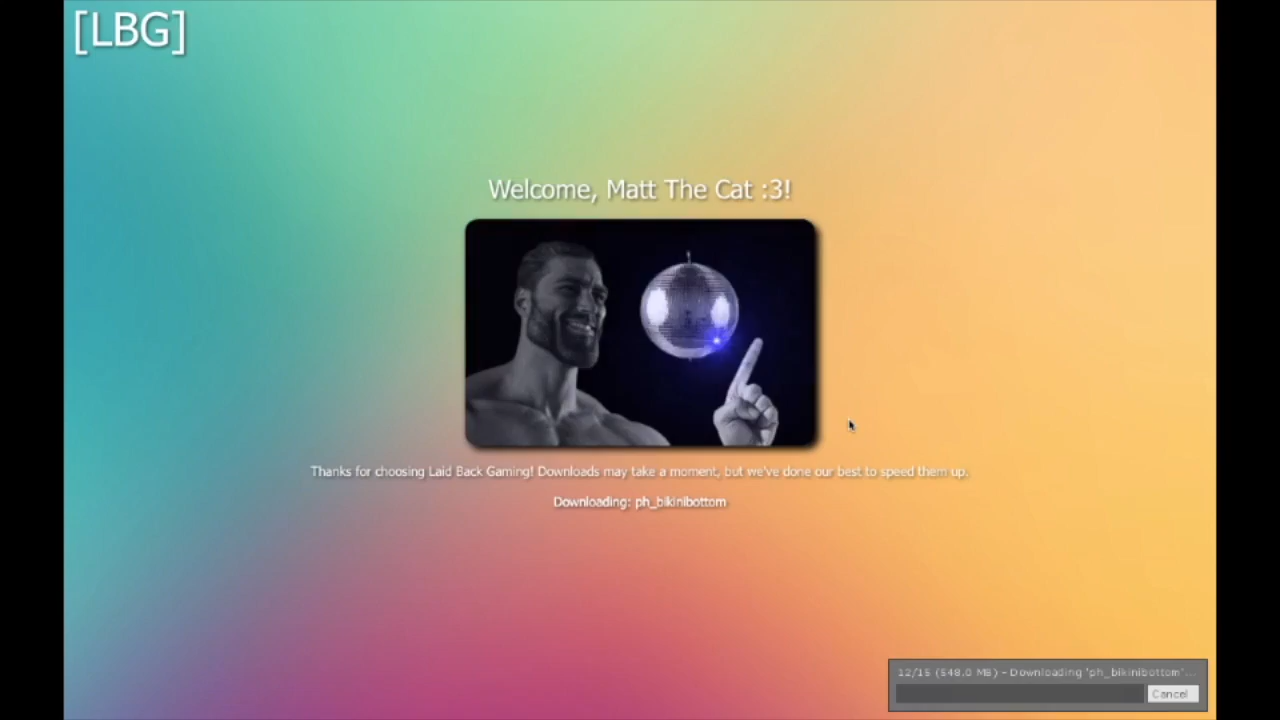 [LBG]
Welcome, Matt The Cat :3!
Thanks for choosing Laid Back Gaming! Downloads may take a moment, but we've done our best to speed them up.
Downloading: ph_bikinibottom
12/15 (548.0 MB) - Downloading 'ph_bikinibottom'...
Cancel